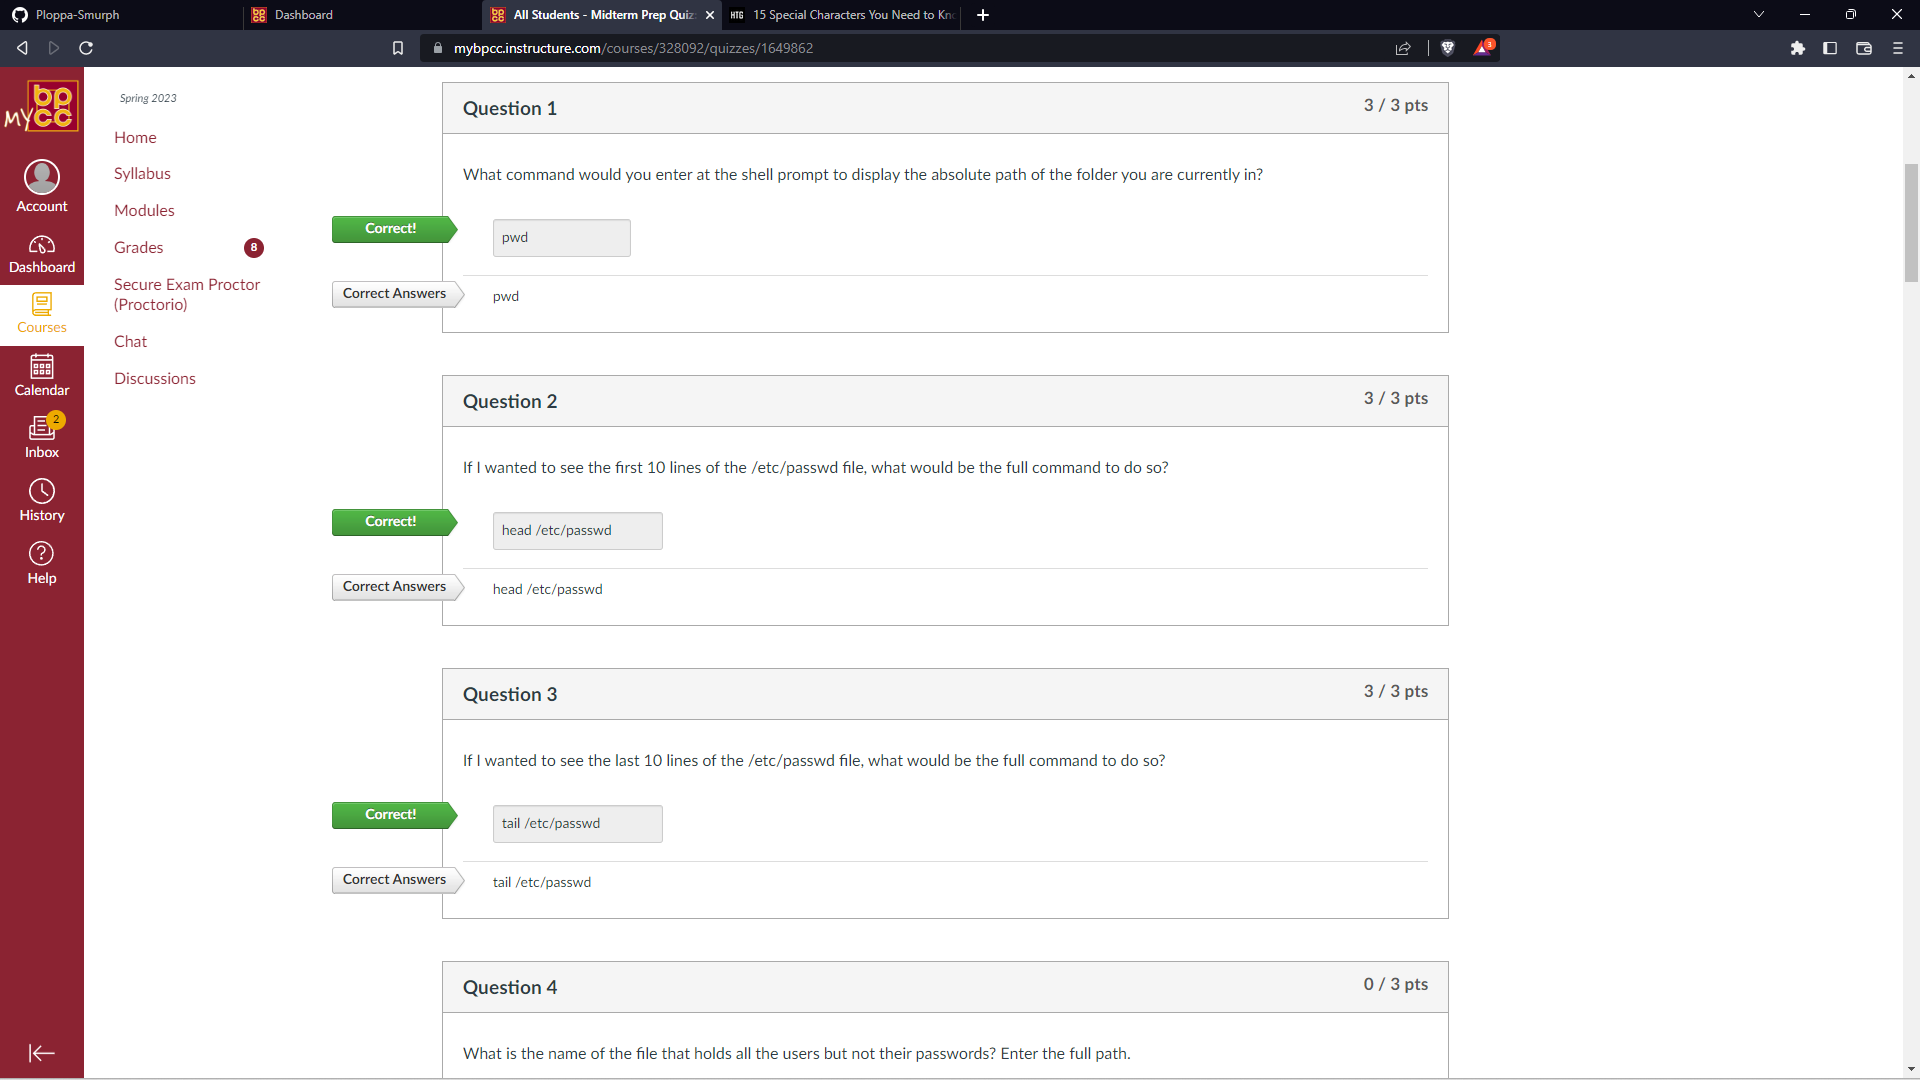 Ploppa-Smurph
Dashboard
All Students - Midterm Prep Quiz
15 Special Characters You Need to Kn
mybpcc.instructure.com/courses/328092/quizzes/1649862
3
my bpcc
Account
Dashboard
Courses
Calendar
2
Inbox
History
Help
Spring 2023
Home
Syllabus
Modules
Grades
8
Secure Exam Proctor
(Proctorio)
Chat
Discussions
Question 1
3 / 3 pts
What command would you enter at the shell prompt to display the absolute path of the folder you are currently in?
Correct!
pwd
Correct Answers
pwd
Question 2
3 / 3 pts
If I wanted to see the first 10 lines of the /etc/passwd file, what would be the full command to do so?
Correct!
head /etc/passwd
Correct Answers
head /etc/passwd
Question 3
3 / 3 pts
If I wanted to see the last 10 lines of the /etc/passwd file, what would be the full command to do so?
Correct!
tail /etc/passwd
Correct Answers
tail /etc/passwd
Question 4
0 / 3 pts
What is the name of the file that holds all the users but not their passwords? Enter the full path.